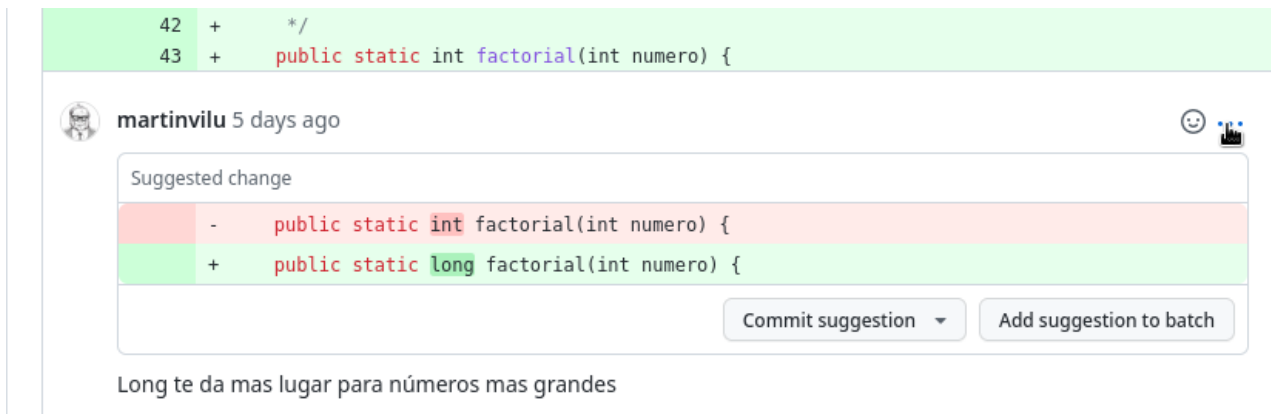 42 + */
43 + public static int factorial(int numero) {
martinvilu 5 days ago
Suggested change
- public static int factorial(int numero) {
+ public static long factorial(int numero) {
Commit suggestion Add suggestion to batch
Long te da mas lugar para números mas grandes